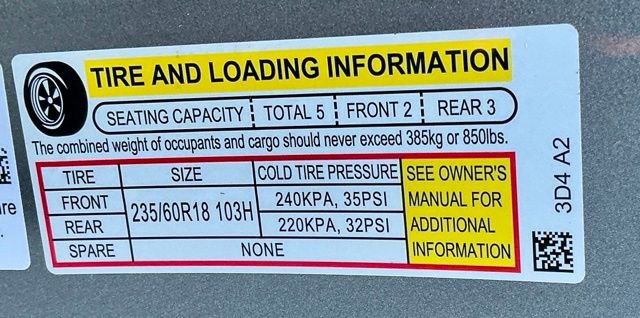 TIRE AND LOADING INFORMATION
SEATING CAPACITY TOTAL 5 FRONT 2 REAR 3
The combined weight of occupants and cargo should never exceed 385kg or 850lbs.
TIRE SIZE COLD TIRE PRESSURE
FRONT 235/60R18 103H 240KPA, 35PSI
REAR 220KPA, 32PSI
SPARE NONE
SEE OWNER'S
MANUAL FOR
ADDITIONAL
INFORMATION
3D4 A2